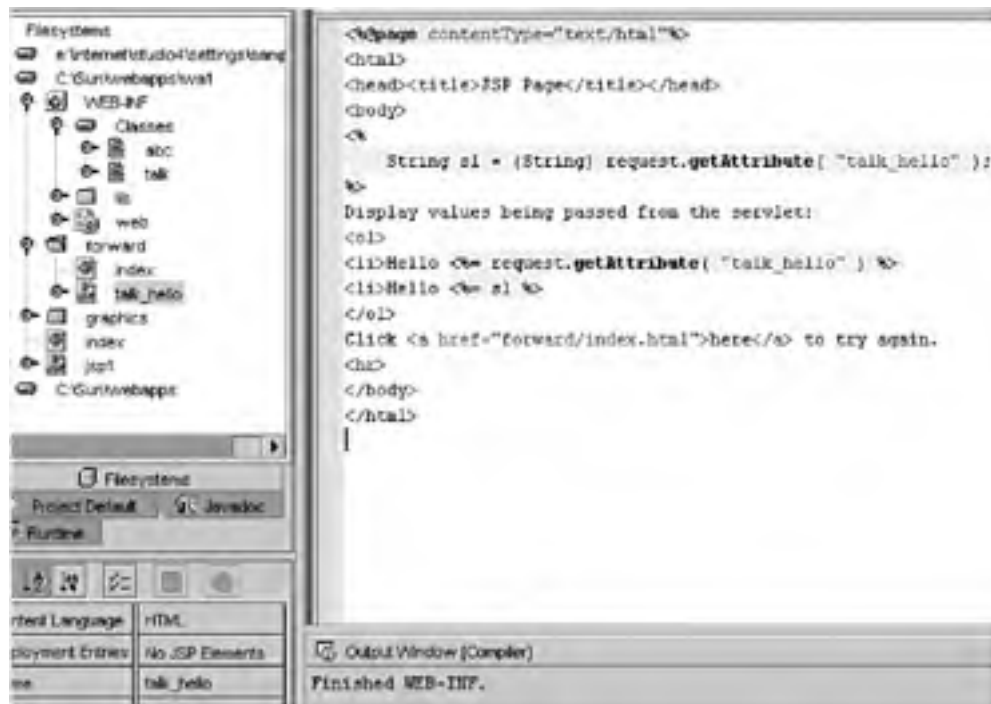 Filesystems
C:\Sun\webapps\wa1
WEB-INF
Classes
abc
talk
lib
web
forward
index
talk_hello
graphics
index
jsp1
C:\Sun\webapps
Filesystems
Project Default
Javadoc
Runtime
HTML
No JSP Elements
talk_hello
<%@page contentType="text/html"%>
<html>
<head><title>JSP Page</title></head>
<body>
<%
String s1 = (String) request.getAttribute( "talk_hello" );
%>
Display values being passed from the servlet:
<ol>
<li>Hello <%= request.getAttribute( "talk_hello" ) %>
<li>Hello <%= s1 %>
</ol>
Click <a href="forward/index.html">here</a> to try again.
<hr>
</body>
</html>
Output Window [Compiler]
Finished WEB-INF.